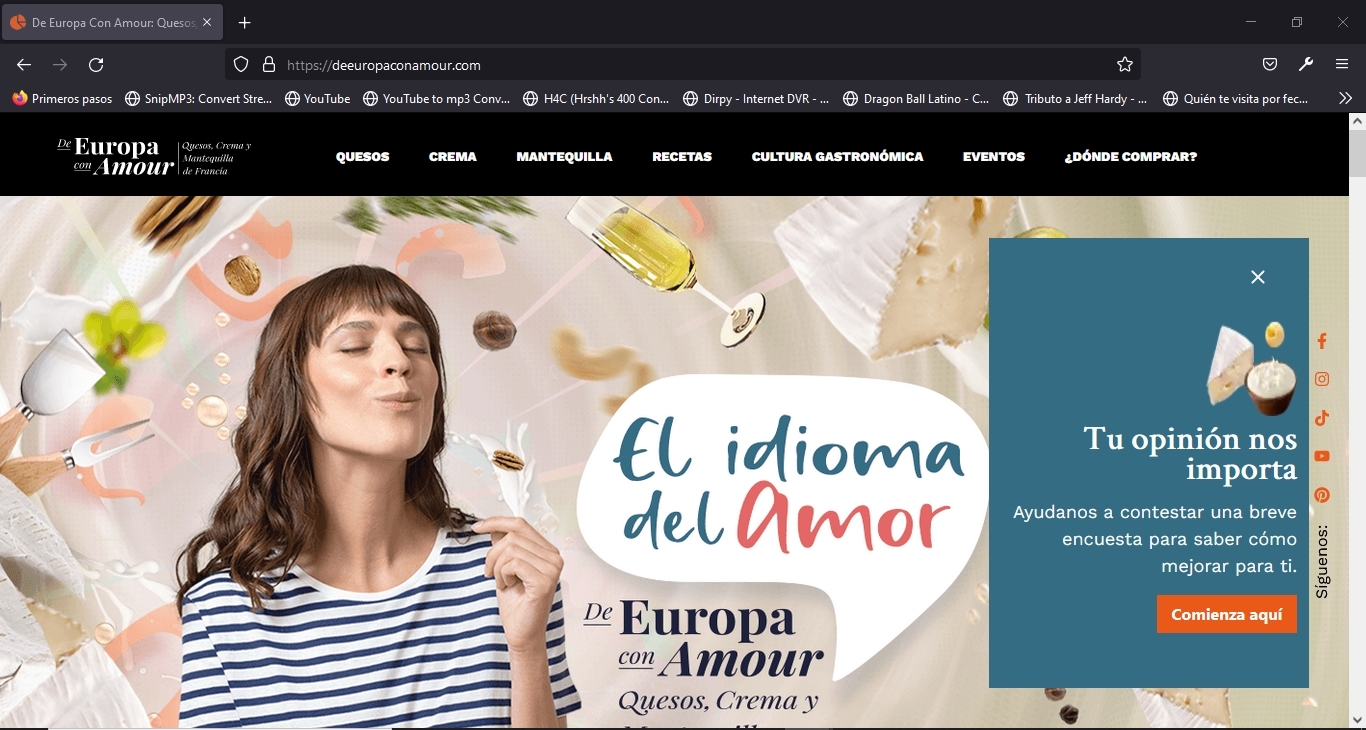 De Europa Con Amour: Quesos,
https://deeuropaconamour.com
Primeros pasos
SnipMP3: Convert Stre...
YouTube
YouTube to mp3 Conv...
H4C (Hrshh's 400 Con...
Dirpy - Internet DVR - ...
Dragon Ball Latino - C...
Tributo a Jeff Hardy - ...
Quién te visita por fec...
De Europa
con Amour
Quesos, Crema y
Mantequilla
de Francia
QUESOS
CREMA
MANTEQUILLA
RECETAS
CULTURA GASTRONÓMICA
EVENTOS
¿DÓNDE COMPRAR?
El idioma
del Amor
De Europa
con Amour
Quesos, Crema y
Tu opinión nos
importa
Ayudanos a contestar una breve
encuesta para saber cómo
mejorar para ti.
Comienza aquí
Síguenos: